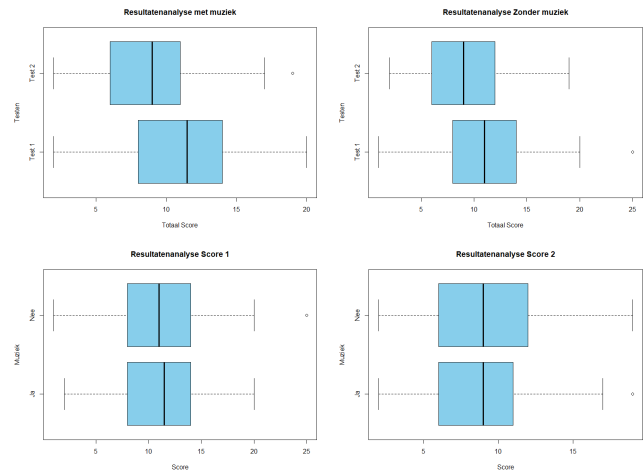 Resultatenanalyse met muziek
Test 2
Testen
Test 1
5 10 15 20
Totaal Score
Resultatenanalyse Zonder muziek
Test 2
Testen
Test 1
5 10 15 20 25
Totaal Score
Resultatenanalyse Score 1
Nee
Muziek
Ja
5 10 15 20 25
Score
Resultatenanalyse Score 2
Nee
Muziek
Ja
5 10 15
Score